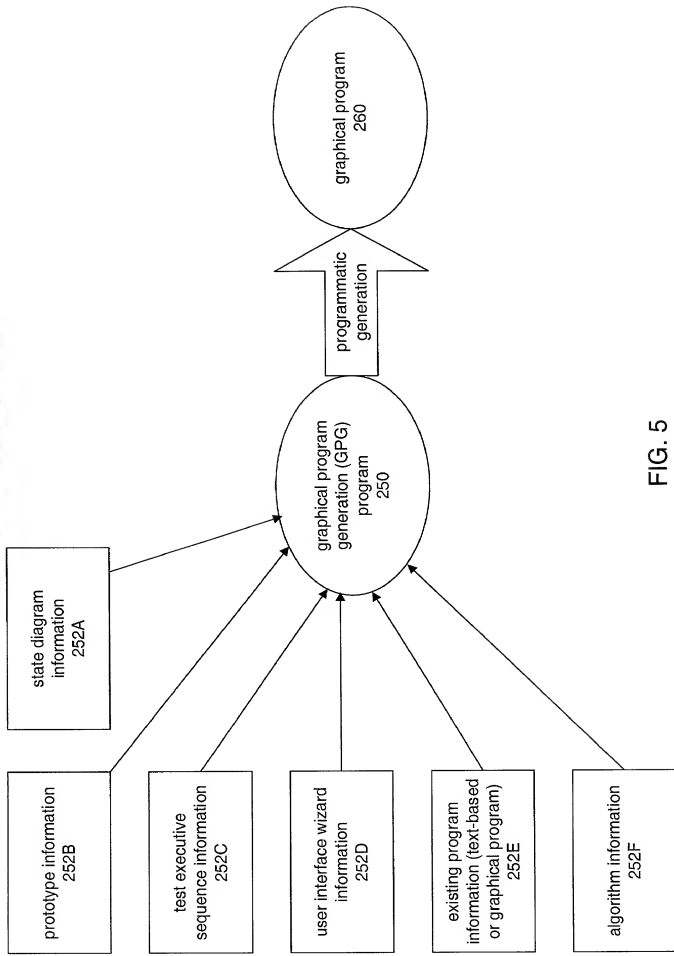 state diagram
information
252A
prototype information
252B
test executive
sequence information
252C
user interface wizard
information
252D
existing program
information (text-based
or graphical program)
252E
algorithm information
252F
graphical program
generation (GPG)
program
250
programmatic
generation
graphical program
260
FIG. 5